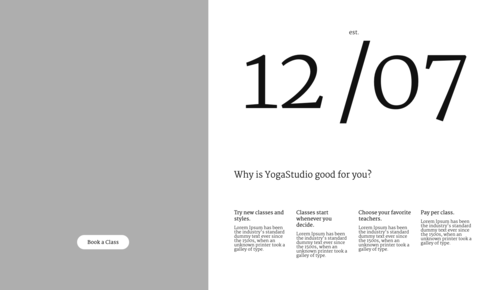 est.
12 /07
Why is YogaStudio good for you?
Try new classes and
styles.
Lorem Ipsum has been
the industry's standard
dummy text ever since
the 1500s, when an
unknown printer took a
galley of type.
Classes start
whenever you
decide.
Lorem Ipsum has been
the industry's standard
dummy text ever since
the 1500s, when an
unknown printer took a
galley of type.
Choose your favorite
teachers.
Lorem Ipsum has been
the industry's standard
dummy text ever since
the 1500s, when an
unknown printer took a
galley of type.
Pay per class.
Lorem Ipsum has been
the industry's standard
dummy text ever since
the 1500s, when an
unknown printer took a
galley of type.
Book a Class